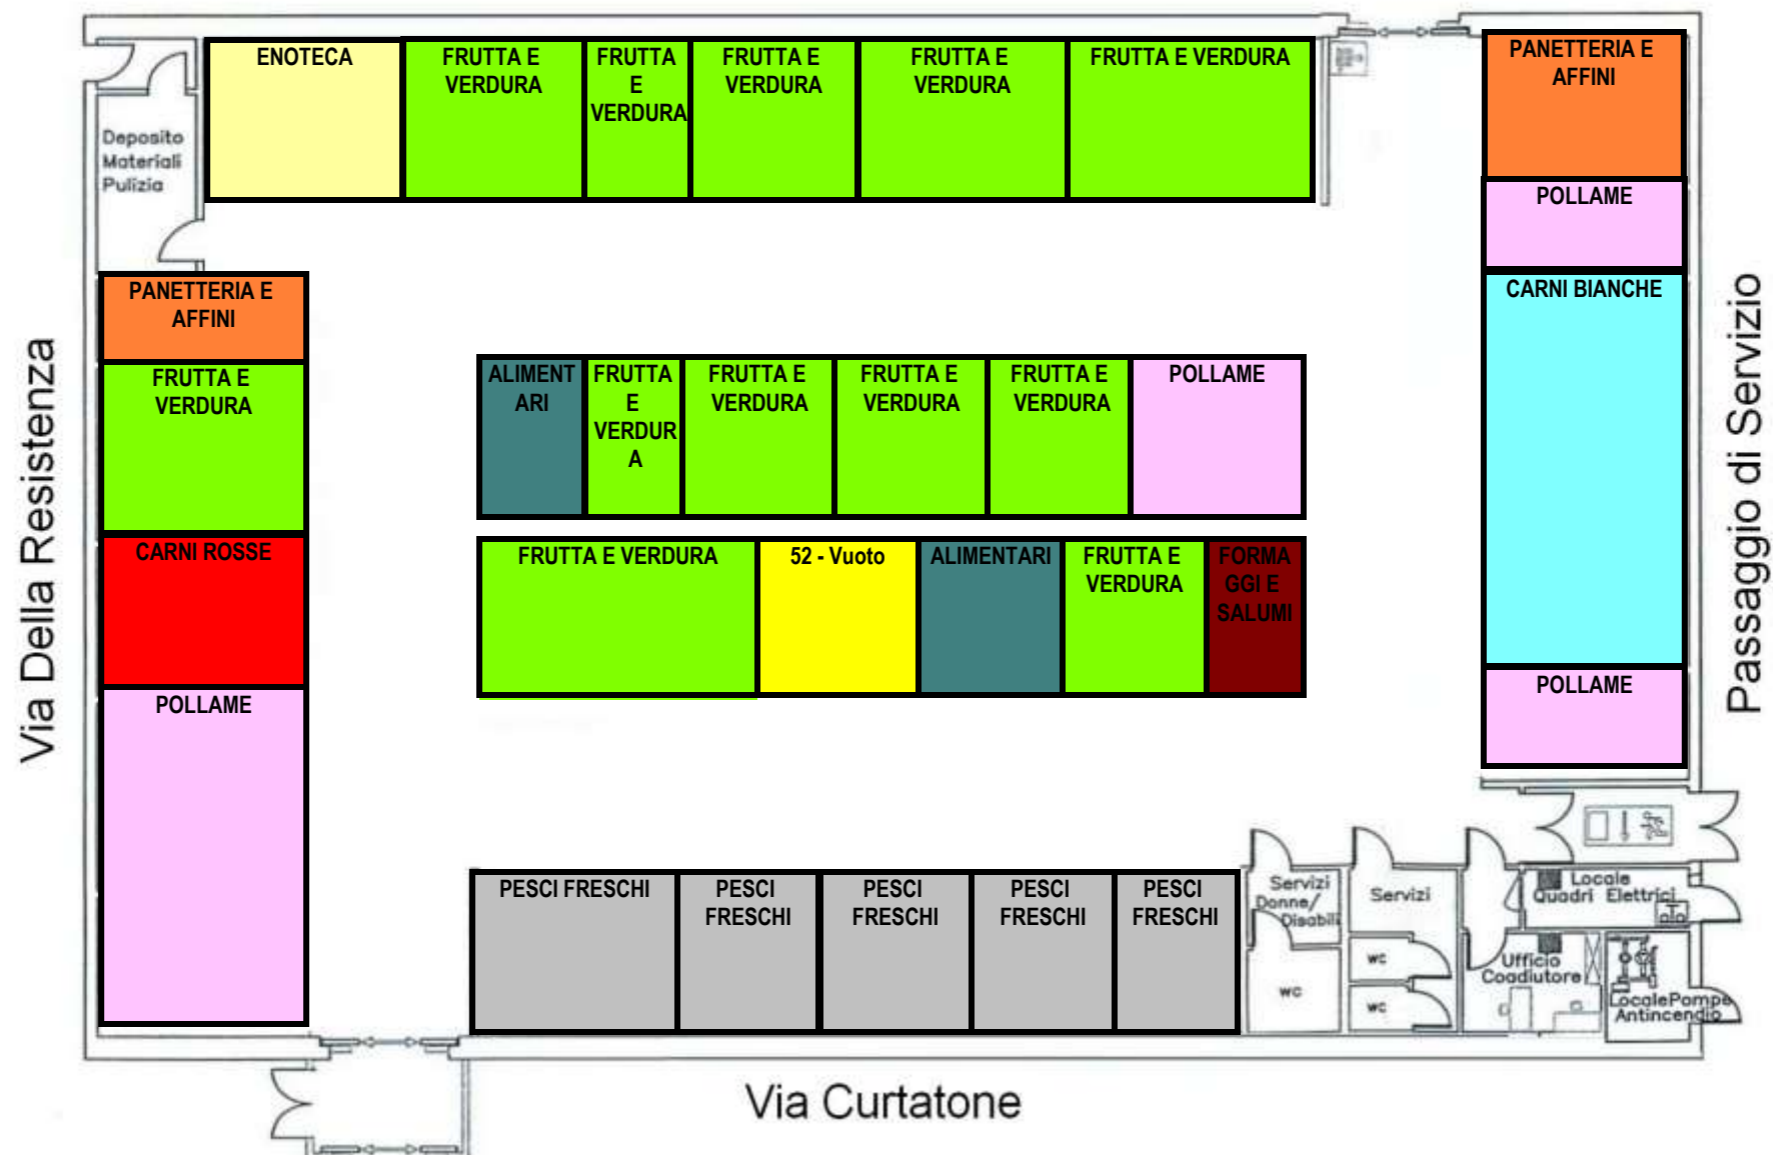 ENOTECA
FRUTTA E
VERDURA
FRUTTA
E
VERDURA
FRUTTA E
VERDURA
FRUTTA E
VERDURA
FRUTTA E VERDURA
PANETTERIA E
AFFINI
Deposito
Materiali
Pulizia
POLLAME
PANETTERIA E
AFFINI
CARNI BIANCHE
Via Della Resistenza
Passaggio di Servizio
FRUTTA E
VERDURA
ALIMENT
ARI
FRUTTA
E
VERDUR
A
FRUTTA E
VERDURA
FRUTTA E
VERDURA
FRUTTA E
VERDURA
POLLAME
CARNI ROSSE
FRUTTA E VERDURA
52 - Vuoto
ALIMENTARI
FRUTTA E
VERDURA
FORMA
GGI E
SALUMI
POLLAME
POLLAME
PESCI FRESCHI
PESCI
FRESCHI
PESCI
FRESCHI
PESCI
FRESCHI
PESCI
FRESCHI
Servizi
Donne/
Disabili
Servizi
Locale
Quadri Elettrici
wc
wc
wc
Ufficio
Coadiutore
Locale Pompe
Antincendio
Via Curtatone